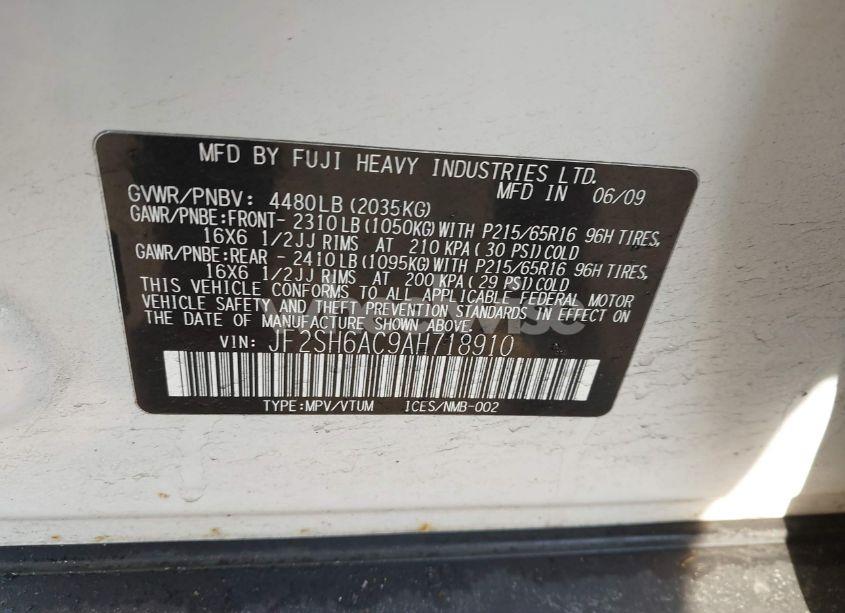 MFD BY FUJI HEAVY INDUSTRIES LTD.
MFD IN 06/09
GVWR/PNBV: 4480LB(2035KG)
GAWR/PNBE:FRONT- 2310LB(1050KG)WITH P215/65R16 96H TIRES,
16X6 1/2JJ RIMS AT 210 KPA( 30 PSI)COLD
GAWR/PNBE:REAR - 2410LB(1095KG)WITH P215/65R16 96H TIRES,
16X6 1/2JJ RIMS AT 200 KPA( 29 PSI)COLD
THIS VEHICLE CONFORMS TO ALL APPLICABLE FEDERAL MOTOR
VEHICLE SAFETY AND THEFT PREVENTION STANDARDS IN EFFECT ON
THE DATE OF MANUFACTURE SHOWN ABOVE.
VIN: JF2SH6AC9AH718910
TYPE:MPV/VTUM ICES/NMB-002